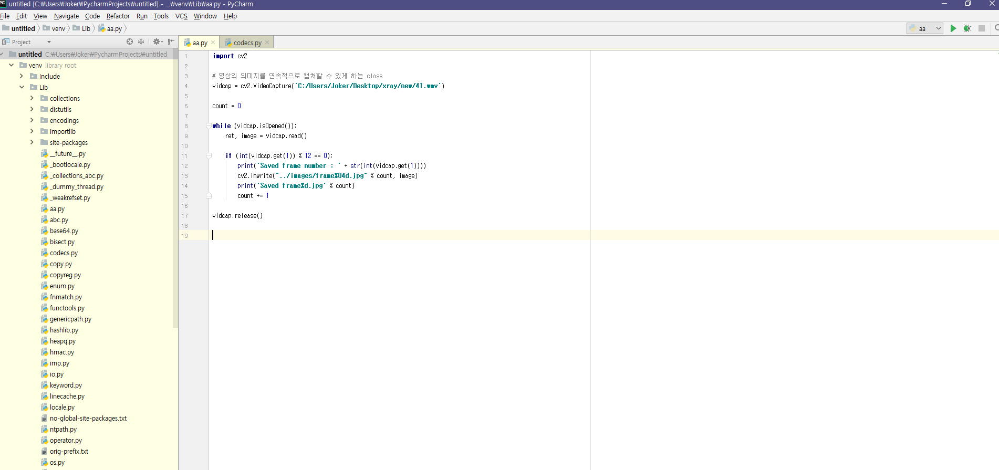 untitled [C:₩Users₩Joker₩PycharmProjects₩untitled] - ...₩venv₩Lib₩aa.py - PyCharm
File Edit View Navigate Code Refactor Run Tools VCS Window Help
untitled venv Lib aa.py aa
Project
aa.py codecs.py
untitled C:₩Users₩Joker₩PycharmProjects₩untitled
venv library root
Include
Lib
collections
distutils
encodings
importlib
site-packages
__future__.py
_bootlocale.py
_collections_abc.py
_dummy_thread.py
_weakrefset.py
aa.py
abc.py
base64.py
bisect.py
codecs.py
copy.py
copyreg.py
enum.py
fnmatch.py
functools.py
genericpath.py
hashlib.py
heapq.py
hmac.py
imp.py
io.py
keyword.py
linecache.py
locale.py
no-global-site-packages.txt
ntpath.py
operator.py
orig-prefix.txt
os.py
1 import cv2
2
3 # 영상의 의미지를 연속적으로 캡쳐할 수 있게 하는 class
4 vidcap = cv2.VideoCapture('C:/Users/Joker/Desktop/xray/new/41.wmv')
5
6 count = 0
7
8 while (vidcap.isOpened()):
9 ret, image = vidcap.read()
10
11 if (int(vidcap.get(1)) % 12 == 0):
12 print('Saved frame number : ' + str(int(vidcap.get(1))))
13 cv2.imwrite("../images/frame%04d.jpg" % count, image)
14 print('Saved frame%d.jpg' % count)
15 count += 1
16
17 vidcap.release()
18
19